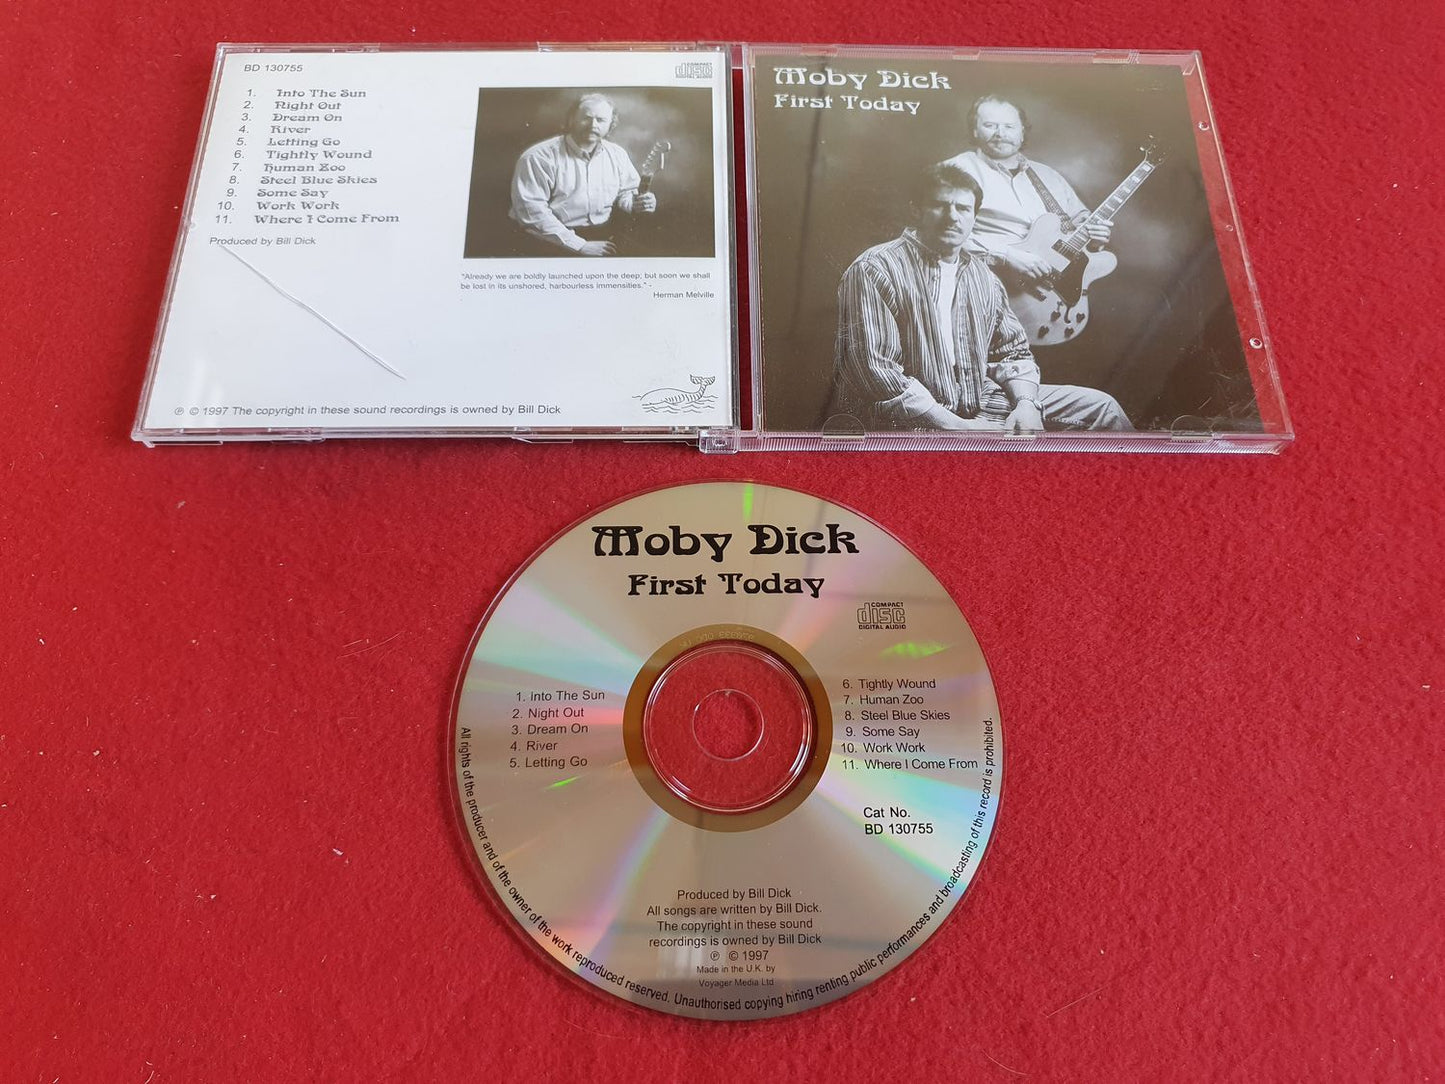 BD 130755
COMPACT
disc
DIGITAL AUDIO
1. Into The Sun
2. Night Out
3. Dream On
4. River
5. Letting Go
6. Tightly Wound
7. Human Zoo
8. Steel Blue Skies
9. Some Say
10. Work Work
11. Where I Come From
Produced by Bill Dick
"Already we are boldly launched upon the deep; but soon we shall
be lost in its unshored, harbourless immensities." -
Herman Melville
℗ © 1997 The copyright in these sound recordings is owned by Bill Dick
Moby Dick
First Today
Moby Dick
First Today
COMPACT
disc
DIGITAL AUDIO
1. Into The Sun
2. Night Out
3. Dream On
4. River
5. Letting Go
6. Tightly Wound
7. Human Zoo
8. Steel Blue Skies
9. Some Say
10. Work Work
11. Where I Come From
Cat No.
BD 130755
Produced by Bill Dick
All songs are written by Bill Dick.
The copyright in these sound
recordings is owned by Bill Dick
℗ © 1997
Made in the U.K. by
Voyager Media Ltd
All rights of the producer and of the owner of the work reproduced reserved. Unauthorised copying hiring renting public performances and broadcasting of this record is prohibited.